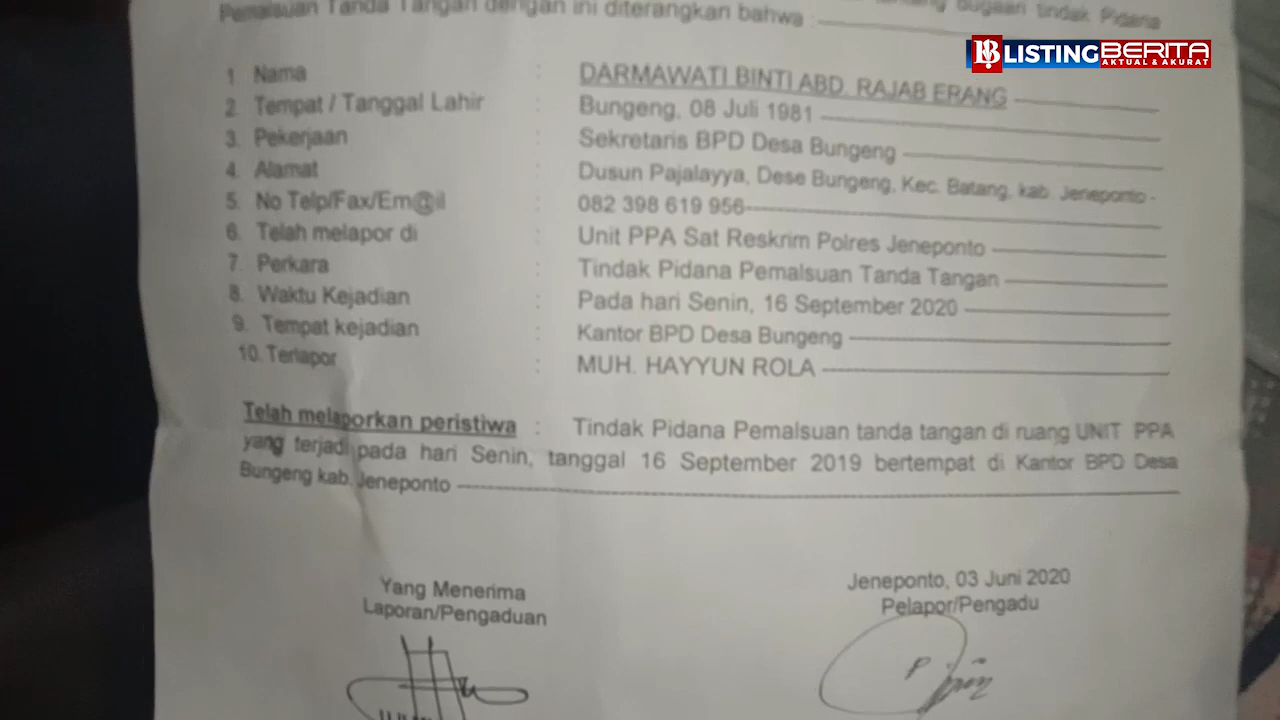 LISTING BERITA
AKTUAL & AKURAT
Pemalsuan Tanda Tangan dengan ini diterangkan bahwa : dugaan tindak Pidana
1 Nama : DARMAWATI BINTI ABD. RAJAB ERANG
2. Tempat / Tanggal Lahir : Bungeng, 08 Juli 1981
3. Pekerjaan : Sekretaris BPD Desa Bungeng
4. Alamat : Dusun Pajalayya, Dese Bungeng, Kec. Batang, kab. Jeneponto -
5. No Telp/Fax/Em@il : 082 398 619 956
6. Telah melapor di : Unit PPA Sat Reskrim Polres Jeneponto
7. Perkara : Tindak Pidana Pemalsuan Tanda Tangan
8. Waktu Kejadian : Pada hari Senin, 16 September 2020
9. Tempat kejadian : Kantor BPD Desa Bungeng
10. Terlapor : MUH. HAYYUN ROLA
Telah melaporkan peristiwa : Tindak Pidana Pemalsuan tanda tangan di ruang UNIT PPA
yang terjadi pada hari Senin, tanggal 16 September 2019 bertempat di Kantor BPD Desa
Bungeng kab. Jeneponto
Yang Menerima
Laporan/Pengaduan
Jeneponto, 03 Juni 2020
Pelapor/Pengadu